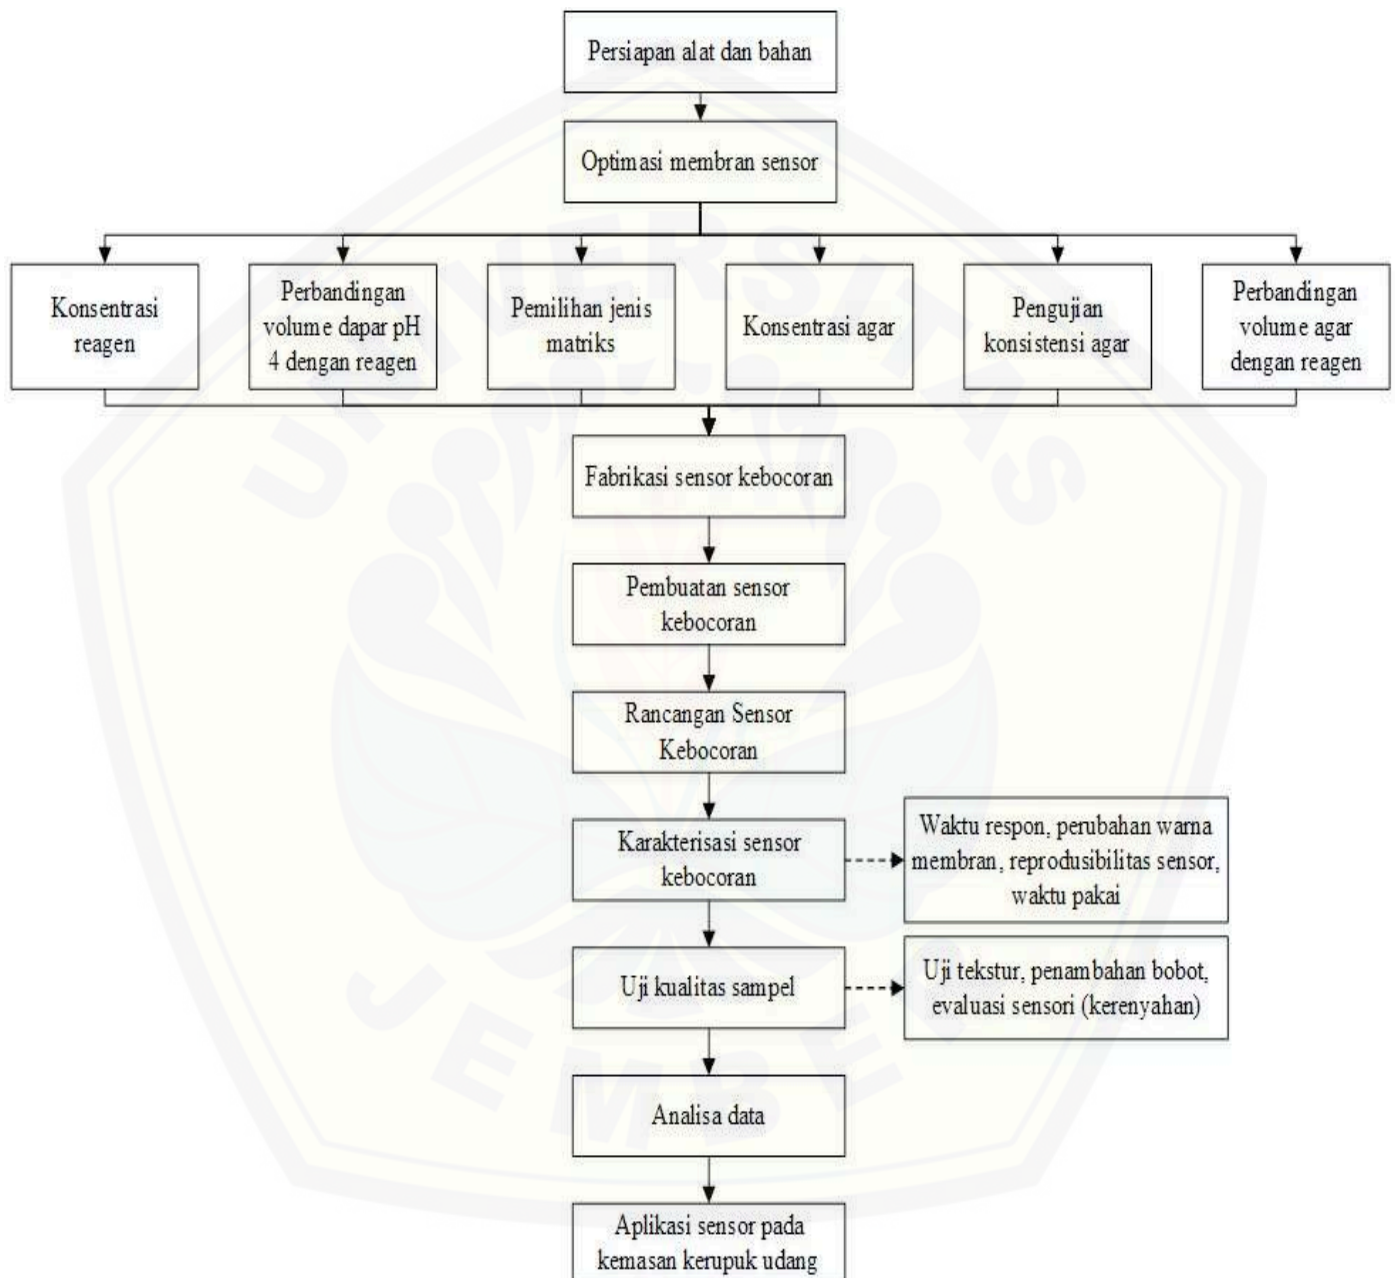 Persiapan alat dan bahan
Optimasi membran sensor
Konsentrasi
reagen
Perbandingan
volume dapar pH
4 dengan reagen
Pemilihan jenis
matriks
Konsentrasi agar
Pengujian
konsistensi agar
Perbandingan
volume agar
dengan reagen
Fabrikasi sensor kebocoran
Pembuatan sensor
kebocoran
Rancangan Sensor
Kebocoran
Karakterisasi sensor
kebocoran
Waktu respon, perubahan warna
membran, reprodusibilitas sensor,
waktu pakai
Uji kualitas sampel
Uji tekstur, penambahan bobot,
evaluasi sensori (kerenyahan)
Analisa data
Aplikasi sensor pada
kemasan kerupuk udang
UNIVERSITAS
JEMBER